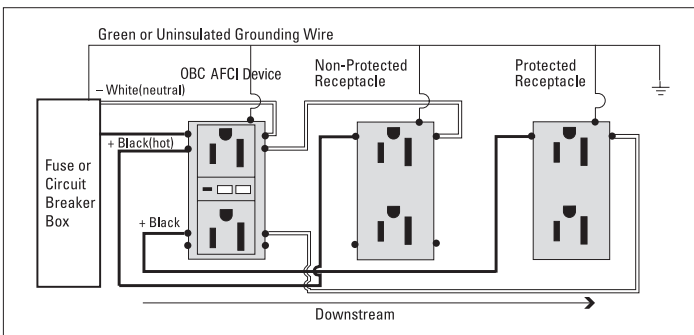 Green or Uninsulated Grounding Wire
OBC AFCI Device
Non-Protected
Receptacle
Protected
Receptacle
– White(neutral)
+ Black(hot)
Fuse or
Circuit
Breaker
Box
+ Black
Downstream